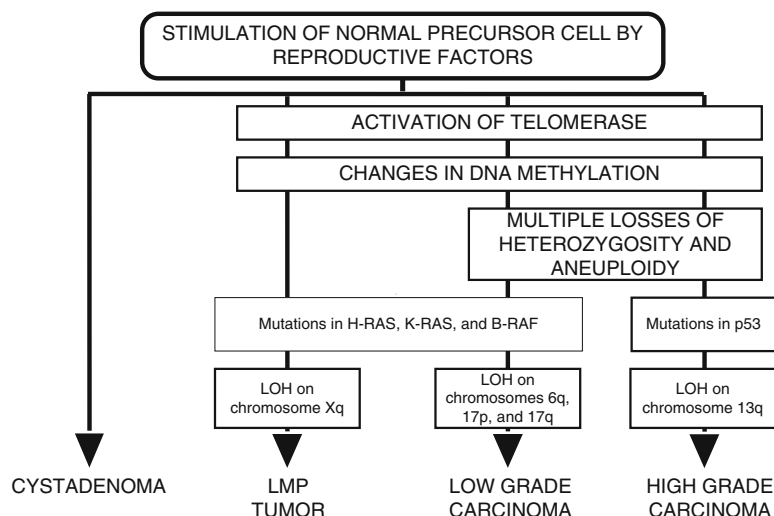 STIMULATION OF NORMAL PRECURSOR CELL BY
REPRODUCTIVE FACTORS
ACTIVATION OF TELOMERASE
CHANGES IN DNA METHYLATION
MULTIPLE LOSSES OF
HETEROZYGOSITY AND
ANEUPLOIDY
Mutations in H-RAS, K-RAS, and B-RAF
Mutations in p53
LOH on
chromosome Xq
LOH on
chromosomes 6q,
17p, and 17q
LOH on
chromosome 13q
CYSTADENOMA
LMP
TUMOR
LOW GRADE
CARCINOMA
HIGH GRADE
CARCINOMA